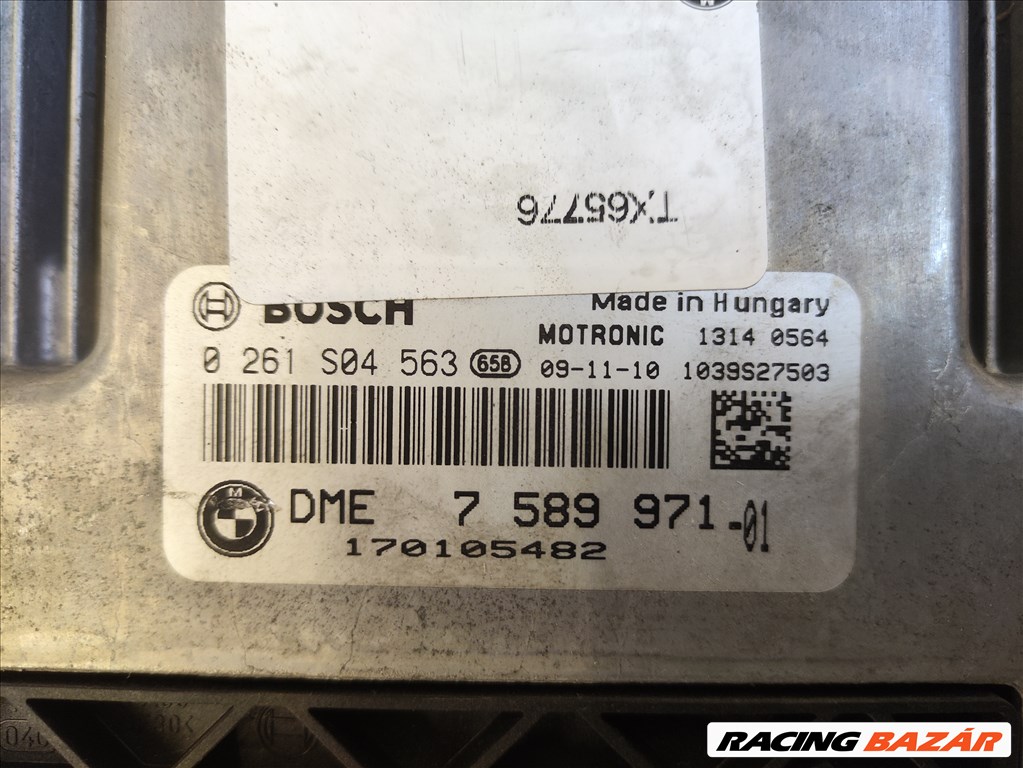 TX65776
BOSCH
Made in Hungary
MOTRONIC 1314 0564
0 261 S04 563 65B 09-11-10 1039S27503
DME 7 589 971-01
170105482
RACING BAZÁR